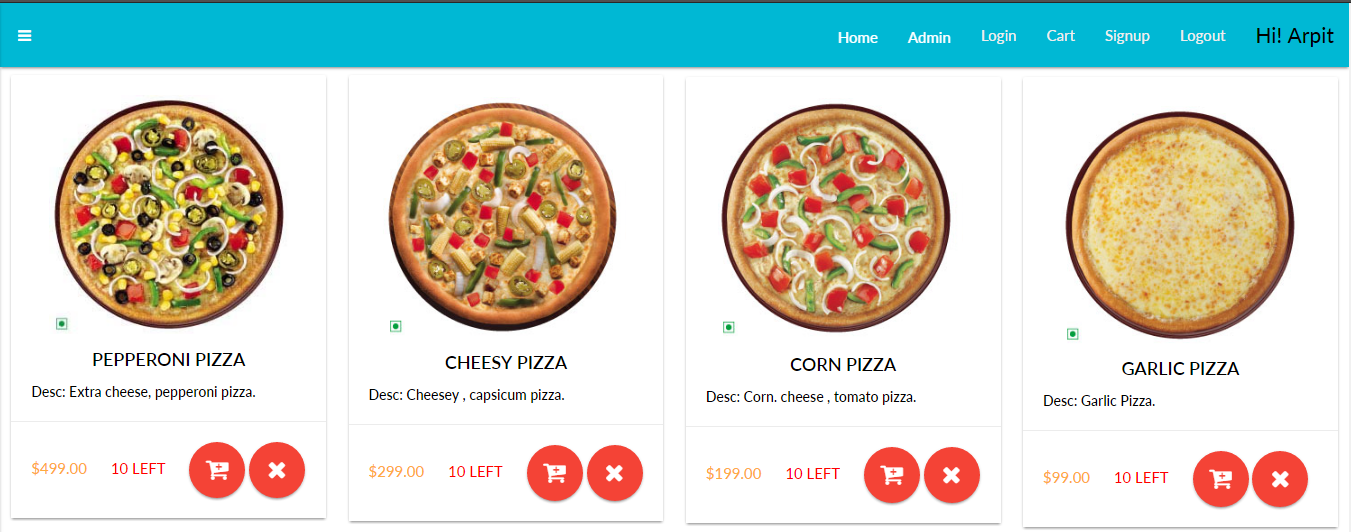 Home Admin Login Cart Signup Logout Hi! Arpit
PEPPERONI PIZZA
Desc: Extra cheese, pepperoni pizza.
$499.00 10 LEFT
CHEESY PIZZA
Desc: Cheesey , capsicum pizza.
$299.00 10 LEFT
CORN PIZZA
Desc: Corn. cheese , tomato pizza.
$199.00 10 LEFT
GARLIC PIZZA
Desc: Garlic Pizza.
$99.00 10 LEFT